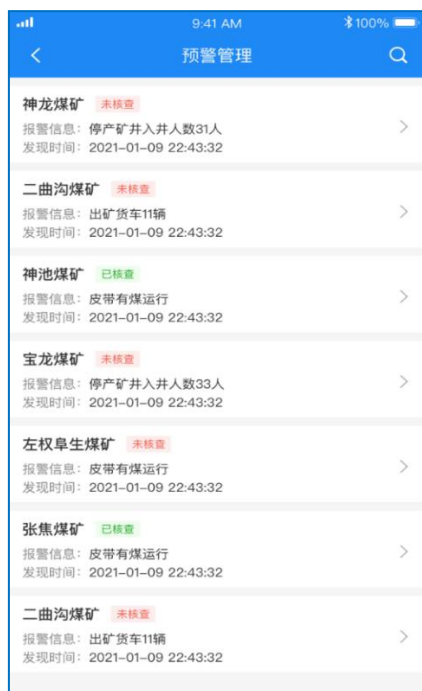 9:41 AM 100%
预警管理
神龙煤矿 未核查
报警信息：停产矿井入井人数31人
发现时间：2021-01-09 22:43:32
二曲沟煤矿 未核查
报警信息：出矿货车11辆
发现时间：2021-01-09 22:43:32
神池煤矿 已核查
报警信息：皮带有煤运行
发现时间：2021-01-09 22:43:32
宝龙煤矿 未核查
报警信息：停产矿井入井人数33人
发现时间：2021-01-09 22:43:32
左权阜生煤矿 未核查
报警信息：皮带有煤运行
发现时间：2021-01-09 22:43:32
张焦煤矿 已核查
报警信息：皮带有煤运行
发现时间：2021-01-09 22:43:32
二曲沟煤矿 未核查
报警信息：出矿货车11辆
发现时间：2021-01-09 22:43:32